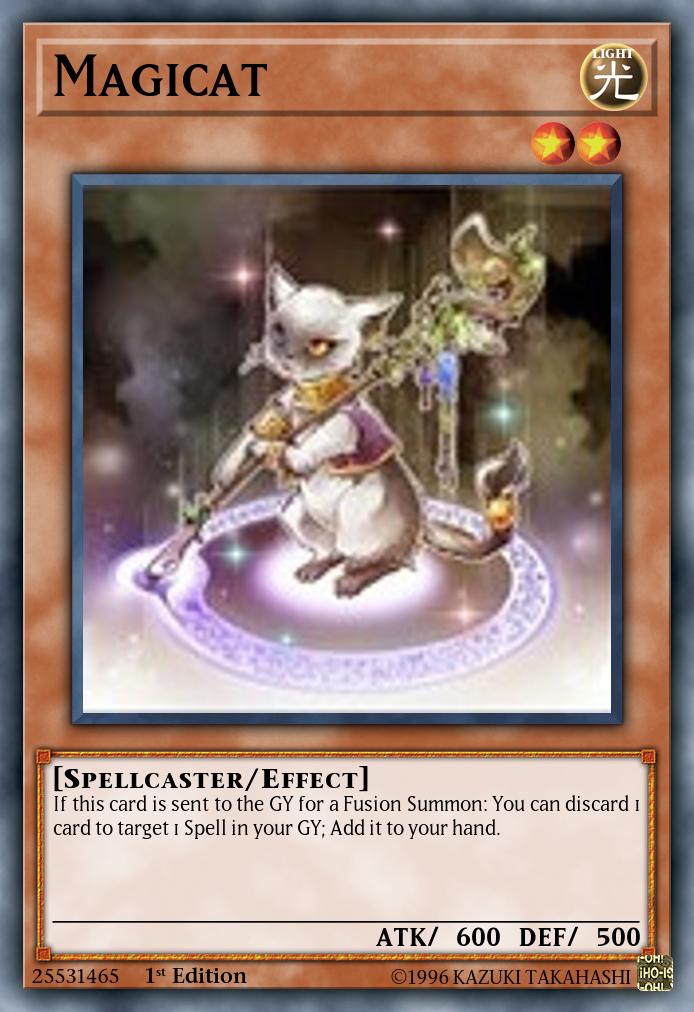 MAGICAT
LIGHT
光
[SPELLCASTER/EFFECT]
If this card is sent to the GY for a Fusion Summon: You can discard 1
card to target 1 Spell in your GY; Add it to your hand.
ATK/ 600 DEF/ 500
25531465 1st Edition ©1996 KAZUKI TAKAHASHI